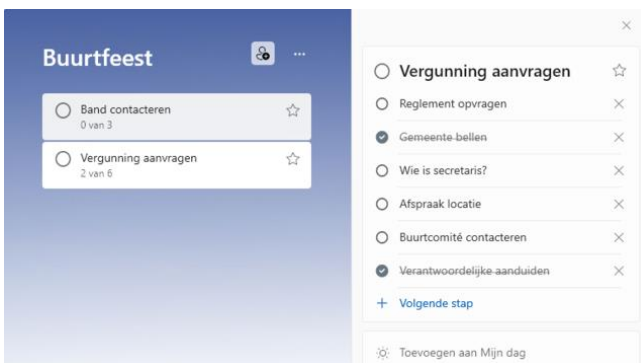 Buurtfeest
Band contacteren
0 van 3
Vergunning aanvragen
2 van 6
Vergunning aanvragen
Reglement opvragen
Gemeente bellen
Wie is secretaris?
Afspraak locatie
Buurtcomité contacteren
Verantwoordelijke aanduiden
Volgende stap
Toevoegen aan Mijn dag